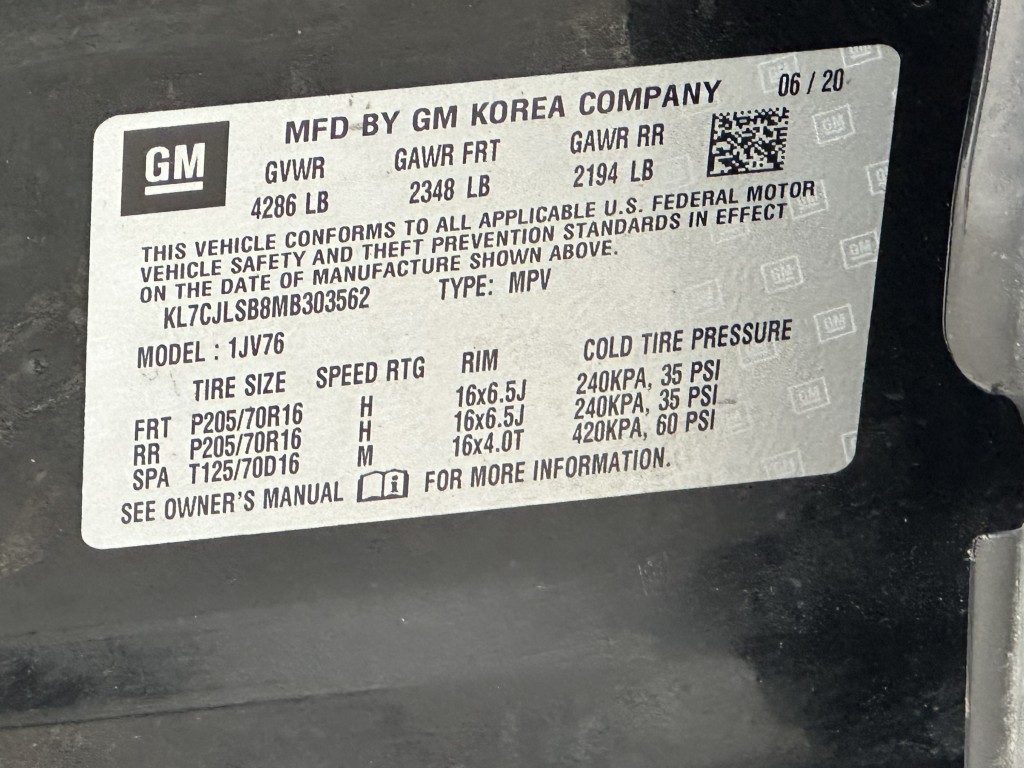 GM
MFD BY GM KOREA COMPANY 06 / 20
GVWR GAWR FRT GAWR RR
4286 LB 2348 LB 2194 LB
THIS VEHICLE CONFORMS TO ALL APPLICABLE U.S. FEDERAL MOTOR
VEHICLE SAFETY AND THEFT PREVENTION STANDARDS IN EFFECT
ON THE DATE OF MANUFACTURE SHOWN ABOVE.
KL7CJLSB8MB303562 TYPE: MPV
MODEL : 1JV76
TIRE SIZE SPEED RTG RIM COLD TIRE PRESSURE
FRT P205/70R16 H 16x6.5J 240KPA, 35 PSI
RR P205/70R16 H 16x6.5J 240KPA, 35 PSI
SPA T125/70D16 M 16x4.0T 420KPA, 60 PSI
SEE OWNER'S MANUAL FOR MORE INFORMATION.